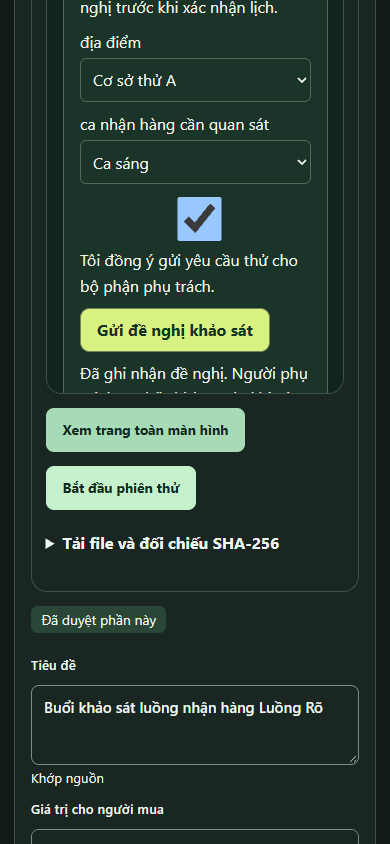 nghị trước khi xác nhận lịch.
địa điểm
Cơ sở thử A
ca nhận hàng cần quan sát
Ca sáng
Tôi đồng ý gửi yêu cầu thử cho
bộ phận phụ trách.
Gửi đề nghị khảo sát
Đã ghi nhận đề nghị. Người phụ
Xem trang toàn màn hình
Bắt đầu phiên thử
Tải file và đối chiếu SHA-256
Đã duyệt phần này
Tiêu đề
Buổi khảo sát luồng nhận hàng Luồng Rõ
Khớp nguồn
Giá trị cho người mua